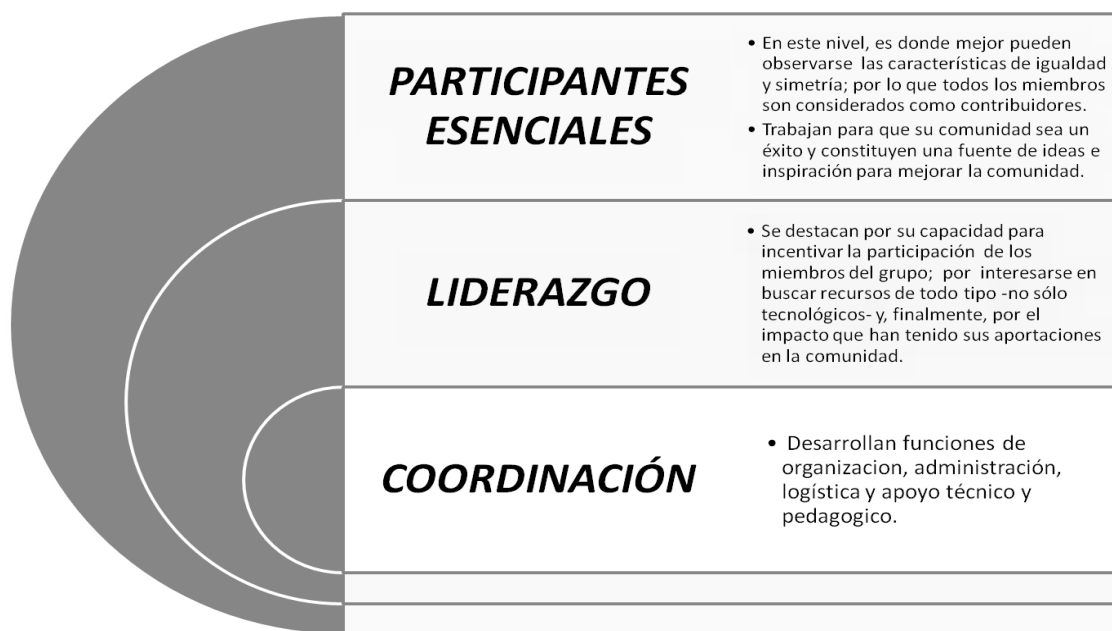 PARTICIPANTES
ESENCIALES
• En este nivel, es donde mejor pueden
observarse las características de igualdad
y simetría; por lo que todos los miembros
son considerados como contribuidores.
• Trabajan para que su comunidad sea un
éxito y constituyen una fuente de ideas e
inspiración para mejorar la comunidad.
LIDERAZGO
• Se destacan por su capacidad para
incentivar la participación de los
miembros del grupo; por interesarse en
buscar recursos de todo tipo -no sólo
tecnológicos- y, finalmente, por el
impacto que han tenido sus aportaciones
en la comunidad.
COORDINACIÓN
• Desarrollan funciones de
organizacion, administración,
logística y apoyo técnico y
pedagogico.